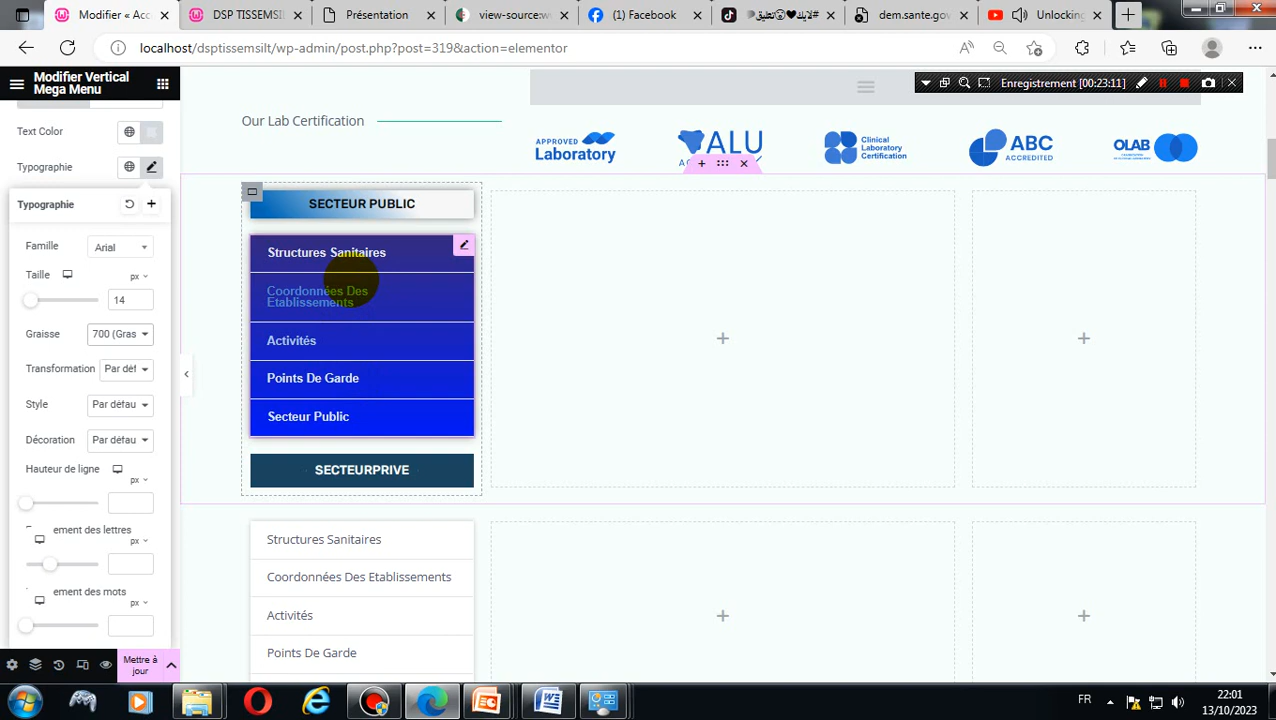 Modifier « Acc
DSP TISSEMSIL
Présentation
view-source:
(1) Facebook
dem.sante.gov
Unlocking
localhost/dsptissemsilt/wp-admin/post.php?post=319&action=elementor
Modifier Vertical
Mega Menu
Enregistrement [00:23:11]
Text Color
Typographie
Typographie
Famille
Arial
Taille
px
14
Graisse
700 (Gras
Transformation
Par déf
Style
Par défau
Décoration
Par défau
Hauteur de ligne
px
ement des lettres
px
ement des mots
px
Mettre à
jour
Our Lab Certification
APPROVED
Laboratory
ALU
Clinical
Laboratory
Certification
ABC
ACCREDITED
OLAB
SECTEUR PUBLIC
Structures Sanitaires
Coordonnées Des
Etablissements
Activités
Points De Garde
Secteur Public
SECTEURPRIVE
Structures Sanitaires
Coordonnées Des Etablissements
Activités
Points De Garde
FR
22:01
13/10/2023